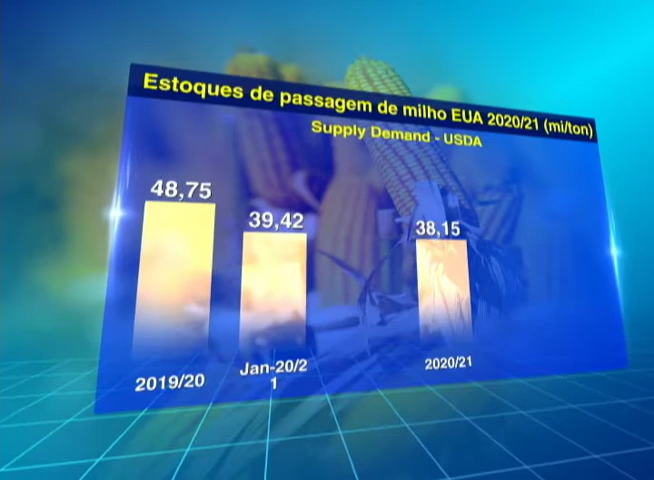 Estoques de passagem de milho EUA 2020/21 (mi/ton)
Supply Demand - USDA
48,75
39,42
38,15
2019/20
Jan-20/2
1
2020/21